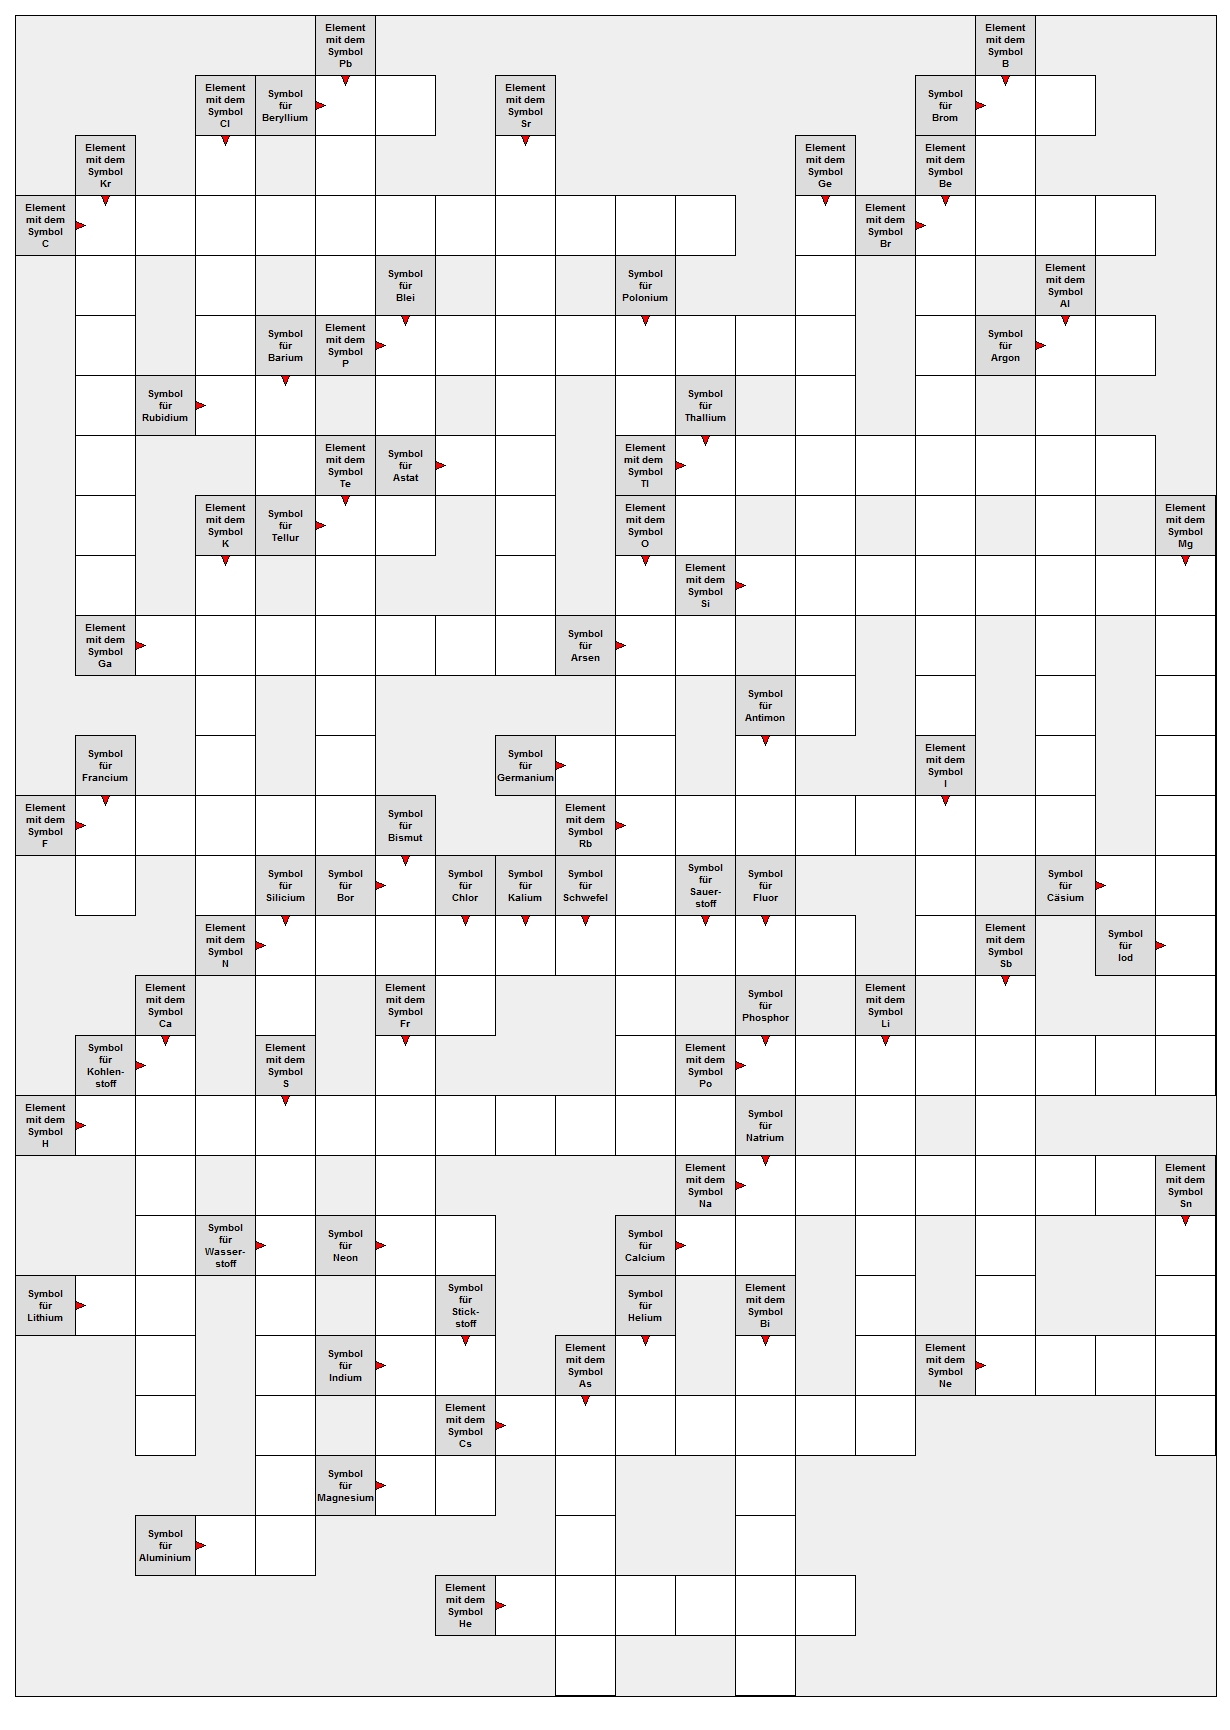 Element
mit dem
Symbol
Pb
Element
mit dem
Symbol
B
Element
mit dem
Symbol
Cl
Symbol
für
Beryllium
Element
mit dem
Symbol
Sr
Symbol
für
Brom
Element
mit dem
Symbol
Kr
Element
mit dem
Symbol
Ge
Element
mit dem
Symbol
Be
Element
mit dem
Symbol
C
Element
mit dem
Symbol
Br
Symbol
für
Blei
Symbol
für
Polonium
Element
mit dem
Symbol
Al
Symbol
für
Barium
Element
mit dem
Symbol
P
Symbol
für
Argon
Symbol
für
Rubidium
Symbol
für
Thallium
Element
mit dem
Symbol
Te
Symbol
für
Astat
Element
mit dem
Symbol
Tl
Element
mit dem
Symbol
K
Symbol
für
Tellur
Element
mit dem
Symbol
O
Element
mit dem
Symbol
Mg
Element
mit dem
Symbol
Si
Element
mit dem
Symbol
Ga
Symbol
für
Arsen
Symbol
für
Antimon
Symbol
für
Francium
Symbol
für
Germanium
Element
mit dem
Symbol
I
Element
mit dem
Symbol
F
Symbol
für
Bismut
Element
mit dem
Symbol
Rb
Symbol
für
Silicium
Symbol
für
Bor
Symbol
für
Chlor
Symbol
für
Kalium
Symbol
für
Schwefel
Symbol
für
Sauer-
stoff
Symbol
für
Fluor
Symbol
für
Cäsium
Element
mit dem
Symbol
N
Element
mit dem
Symbol
Sb
Symbol
für
Iod
Element
mit dem
Symbol
Ca
Element
mit dem
Symbol
Fr
Symbol
für
Phosphor
Element
mit dem
Symbol
Li
Symbol
für
Kohlen-
stoff
Element
mit dem
Symbol
S
Element
mit dem
Symbol
Po
Element
mit dem
Symbol
H
Symbol
für
Natrium
Element
mit dem
Symbol
Na
Element
mit dem
Symbol
Sn
Symbol
für
Wasser-
stoff
Symbol
für
Neon
Symbol
für
Calcium
Symbol
für
Lithium
Symbol
für
Stick-
stoff
Symbol
für
Helium
Element
mit dem
Symbol
Bi
Symbol
für
Indium
Element
mit dem
Symbol
As
Element
mit dem
Symbol
Ne
Element
mit dem
Symbol
Cs
Symbol
für
Magnesium
Symbol
für
Aluminium
Element
mit dem
Symbol
He